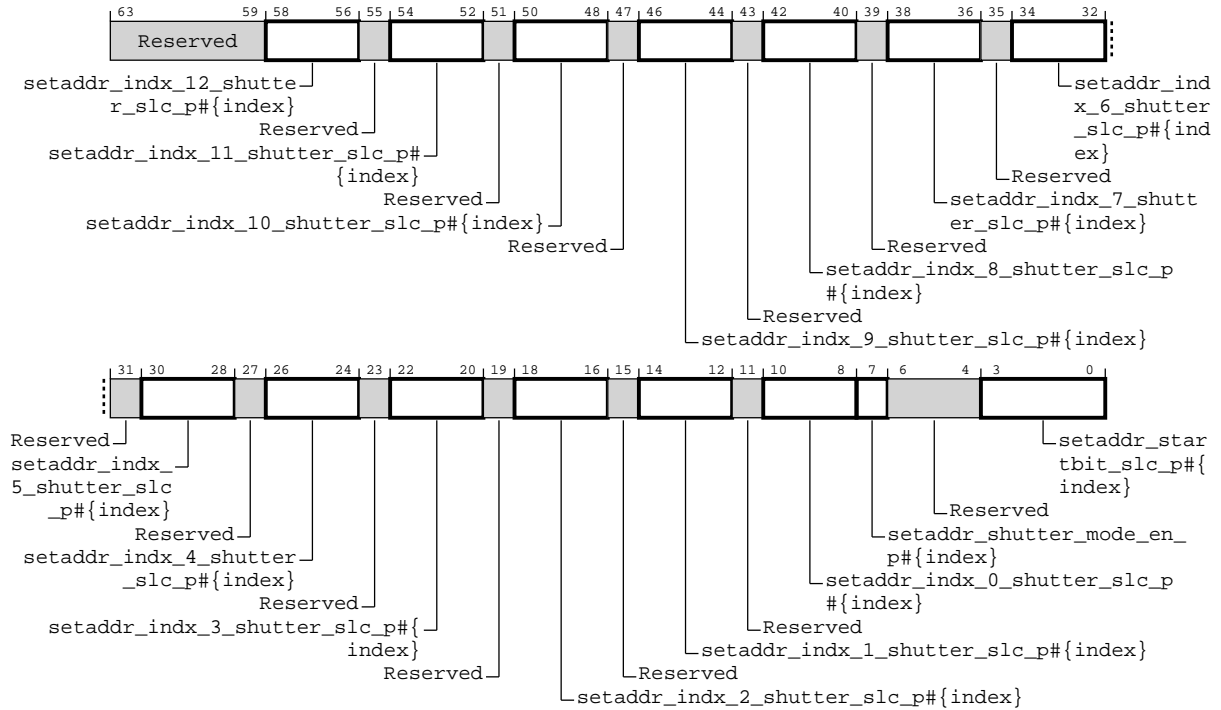 63 59 58 56 55 54 52 51 50 48 47 46 44 43 42 40 39 38 36 35 34 32
Reserved
setaddr_indx_12_shutte
r_slc_p#{index}
Reserved
setaddr_indx_11_shutter_slc_p#
{index}
Reserved
setaddr_indx_10_shutter_slc_p#{index}
Reserved
setaddr_ind
x_6_shutter
_slc_p#{ind
ex}
Reserved
setaddr_indx_7_shutt
er_slc_p#{index}
Reserved
setaddr_indx_8_shutter_slc_p
#{index}
Reserved
setaddr_indx_9_shutter_slc_p#{index}
31 30 28 27 26 24 23 22 20 19 18 16 15 14 12 11 10 8 7 6 4 3 0
Reserved
setaddr_indx_
5_shutter_slc
_p#{index}
Reserved
setaddr_indx_4_shutter
_slc_p#{index}
Reserved
setaddr_indx_3_shutter_slc_p#{
index}
Reserved
setaddr_star
tbit_slc_p#{
index}
Reserved
setaddr_shutter_mode_en_
p#{index}
setaddr_indx_0_shutter_slc_p
#{index}
Reserved
setaddr_indx_1_shutter_slc_p#{index}
Reserved
setaddr_indx_2_shutter_slc_p#{index}